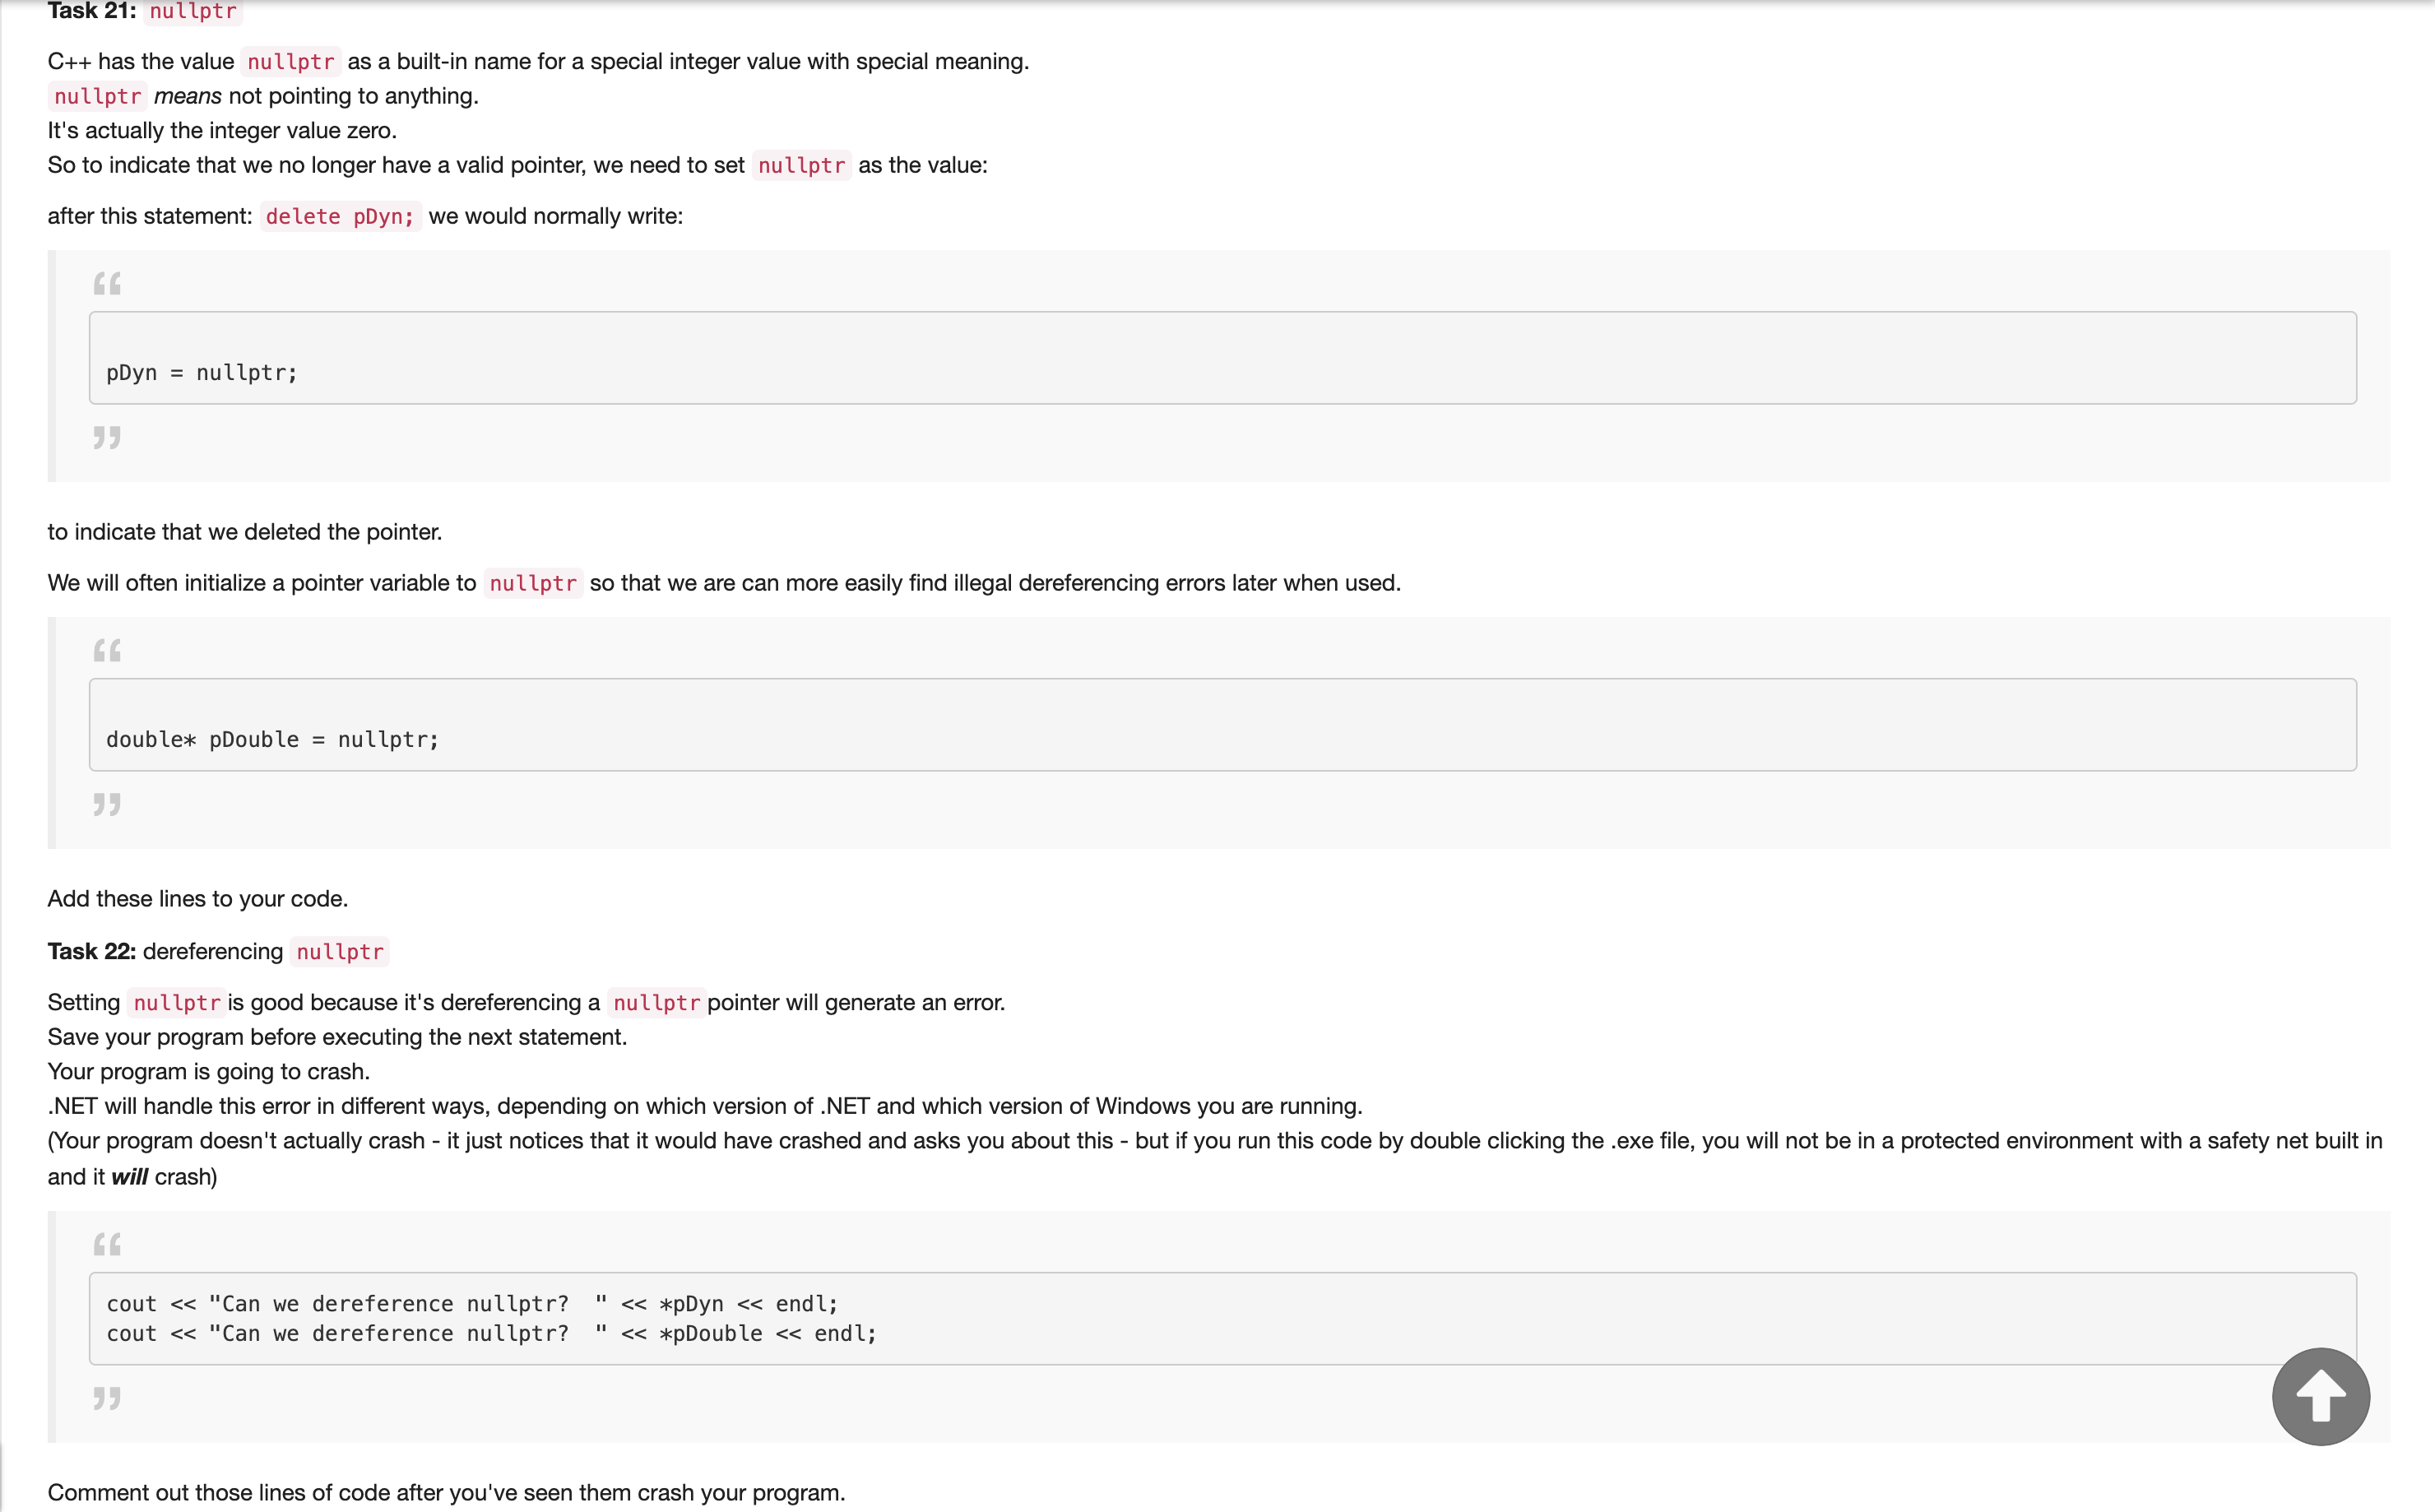 Task 21: nullptr
C++ has the value nullptr as a built-in name for a special integer value with special meaning.
nullptr means not pointing to anything.
It's actually the integer value zero.
So to indicate that we no longer have a valid pointer, we need to set nullptr as the value:
after this statement: delete pDyn; we would normally write:
“
pDyn = nullptr;
”
to indicate that we deleted the pointer.
We will often initialize a pointer variable to nullptr so that we are can more easily find illegal dereferencing errors later when used.
“
double* pDouble = nullptr;
”
Add these lines to your code.
Task 22: dereferencing nullptr
Setting nullptr is good because it's dereferencing a nullptr pointer will generate an error.
Save your program before executing the next statement.
Your program is going to crash.
.NET will handle this error in different ways, depending on which version of .NET and which version of Windows you are running.
(Your program doesn't actually crash - it just notices that it would have crashed and asks you about this - but if you run this code by double clicking the .exe file, you will not be in a protected environment with a safety net built in
and it will crash)
“
cout << "Can we dereference nullptr?  " << *pDyn << endl;
cout << "Can we dereference nullptr?  " << *pDouble << endl;
”
Comment out those lines of code after you've seen them crash your program.